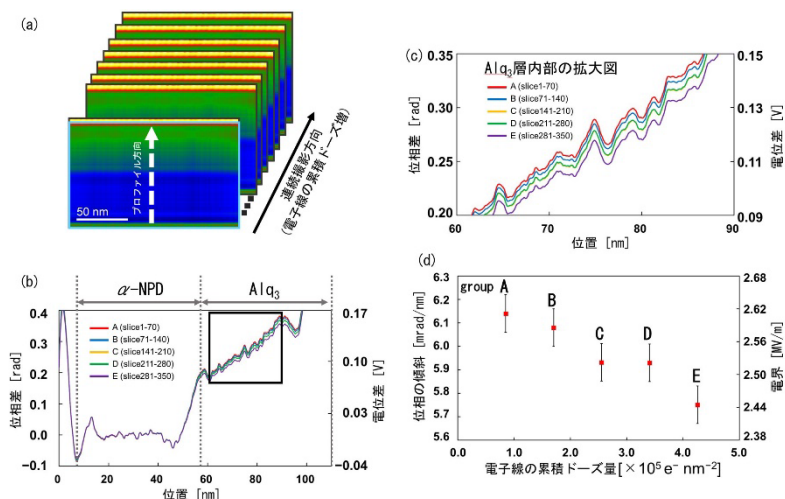 (a)
プロファイル方向
50 nm
連続撮影方向
(電子線の累積ドーズ増)
(b)
α-NPD
Alq3
0.4
0.3
0.2
0.1
0.0
-0.1
位相差 [rad]
A (slice1-70)
B (slice71-140)
C (slice141-210)
D (slice211-280)
E (slice281-350)
0.17
0.10
0.03
-0.04
電位差 [V]
0
20
40
60
80
100
位置 [nm]
(c)
Alq3層内部の拡大図
0.35
0.30
0.25
0.20
位相差 [rad]
A (slice1-70)
B (slice71-140)
C (slice141-210)
D (slice211-280)
E (slice281-350)
0.15
0.13
0.11
0.09
電位差 [V]
60
70
80
90
位置 [nm]
(d)
group
A
B
C
D
E
6.3
6.2
6.1
6.0
5.9
5.8
5.7
5.6
位相の傾斜 [mrad/nm]
2.68
2.62
2.56
2.50
2.44
2.38
電界 [MV/m]
0.0
1.0
2.0
3.0
4.0
5.0
電子線の累積ドーズ量[×10⁵ e⁻ nm⁻²]